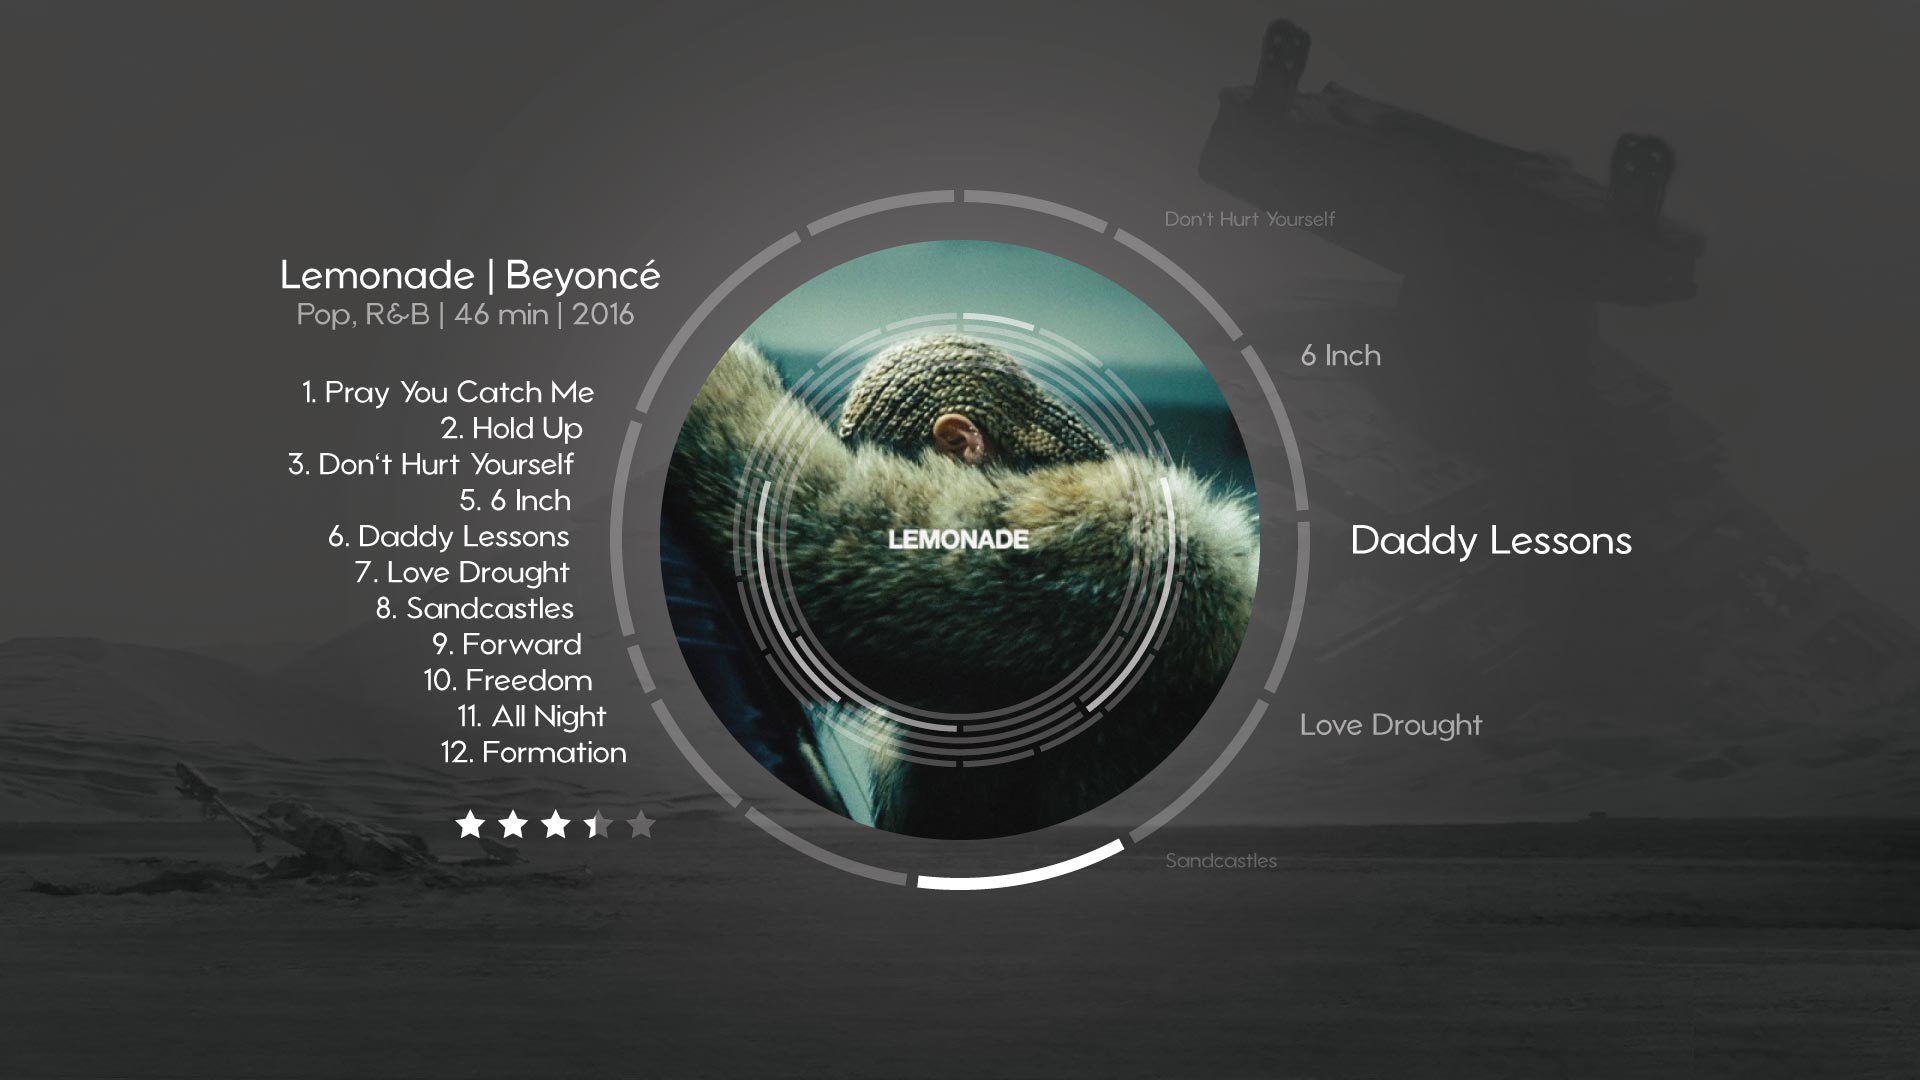 Lemonade | Beyoncé
Pop, R&B | 46 min | 2016
1. Pray You Catch Me
2. Hold Up
3. Don't Hurt Yourself
5. 6 Inch
6. Daddy Lessons
7. Love Drought
8. Sandcastles
9. Forward
10. Freedom
11. All Night
12. Formation
LEMONADE
Don't Hurt Yourself
6 Inch
Daddy Lessons
Love Drought
Sandcastles